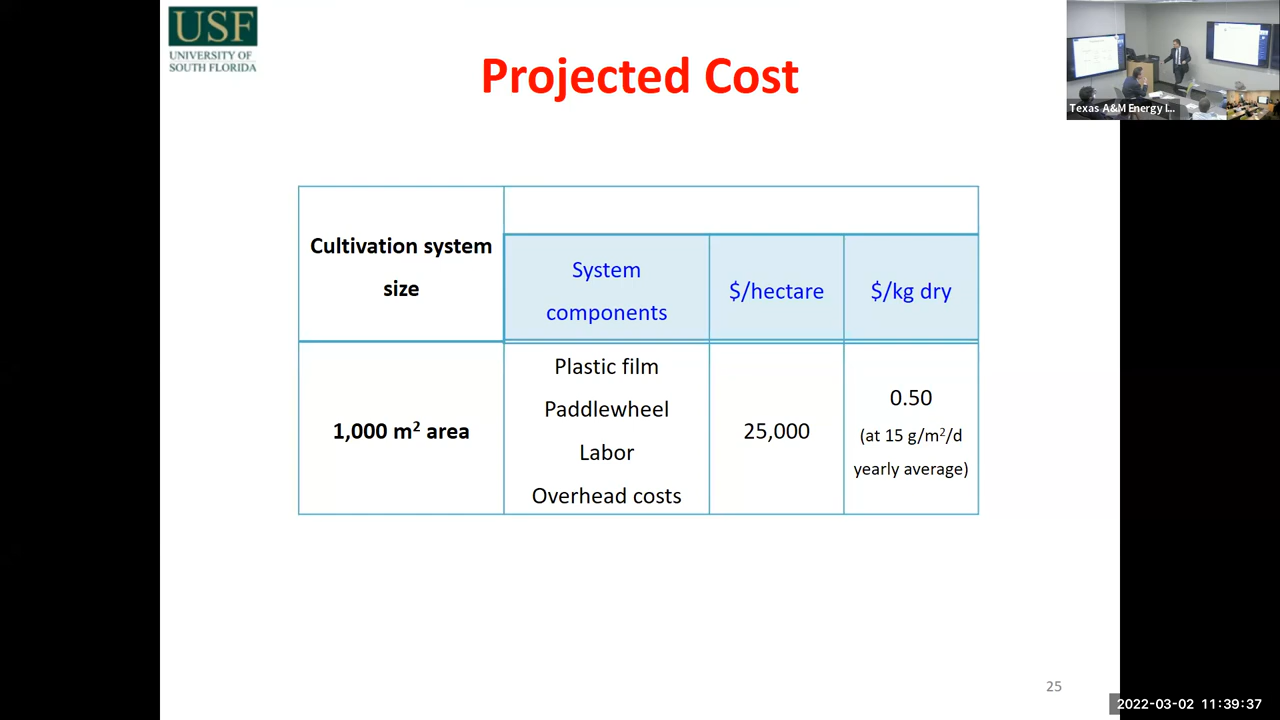 USF
UNIVERSITY OF
SOUTH FLORIDA
Projected Cost
Texas A&M Energy I...
Cultivation system
size
System
components
$/hectare
$/kg dry
1,000 m² area
Plastic film
Paddlewheel
Labor
Overhead costs
25,000
0.50
(at 15 g/m²/d
yearly average)
25
2022-03-02 11:39:37